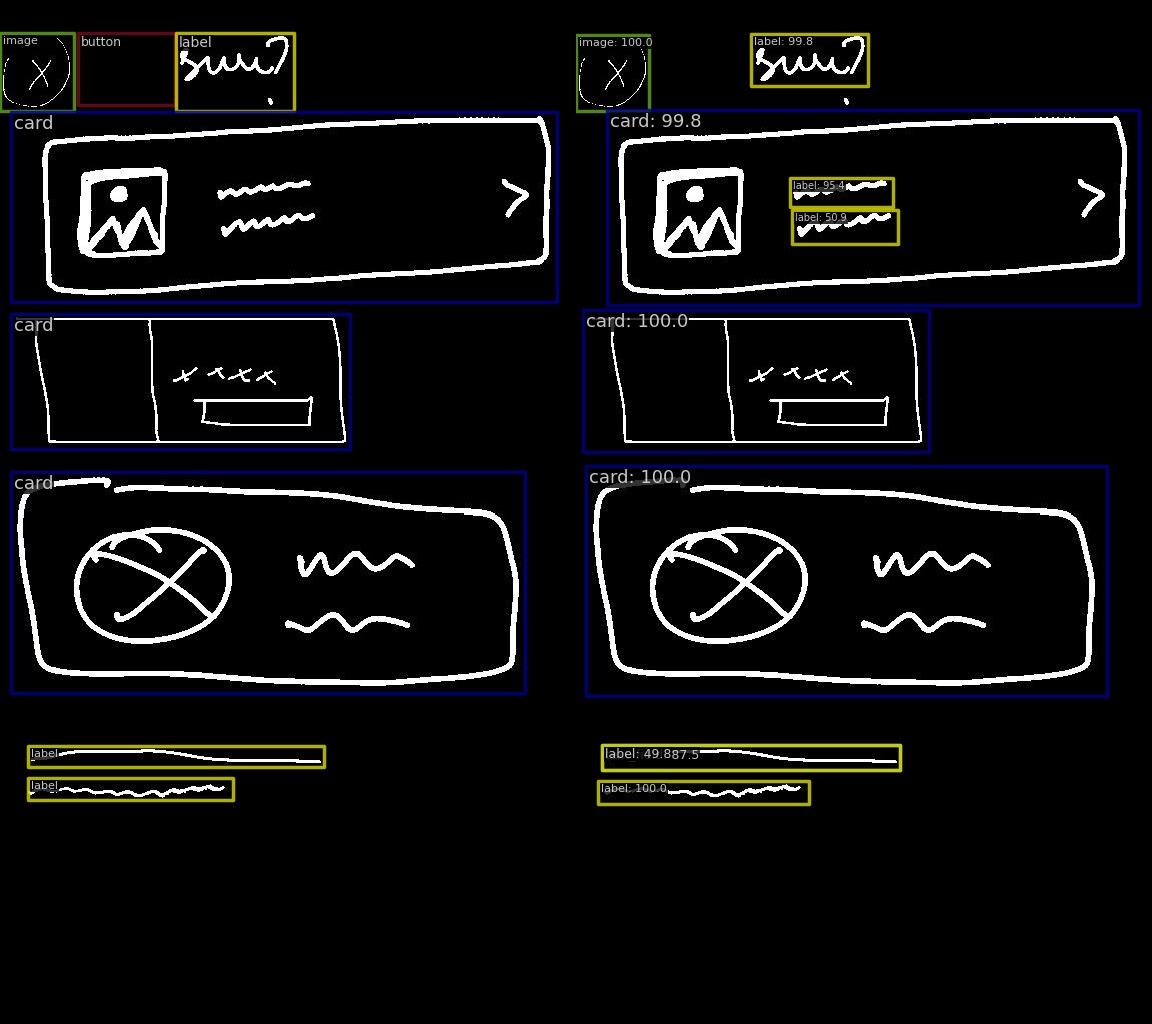 image button label image: 100.0 label: 99.8
card card: 99.8
label: 95.4
label: 50.9
card card: 100.0
card card: 100.0
label label: 49.887.5
label label: 100.0